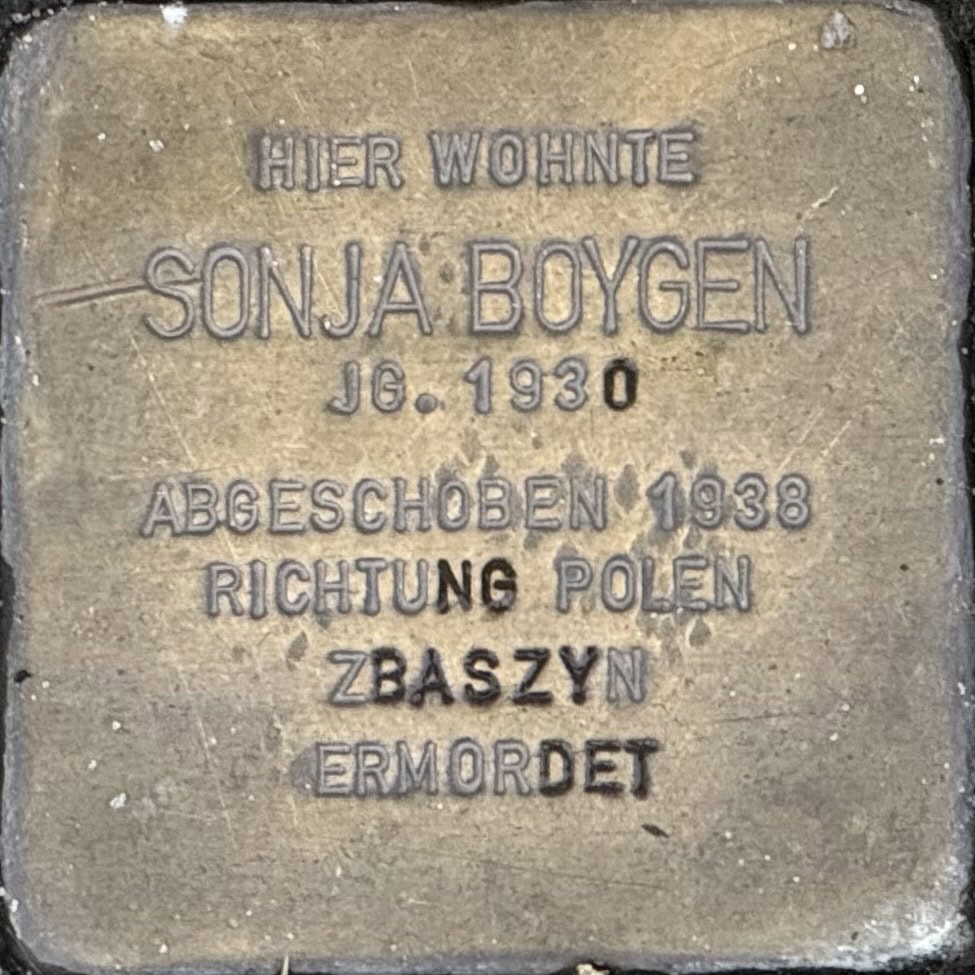 HIER WOHNTE
SONJA BOYGEN
JG. 1930
ABGESCHOBEN 1938
RICHTUNG POLEN
ZBASZYN
ERMORDET